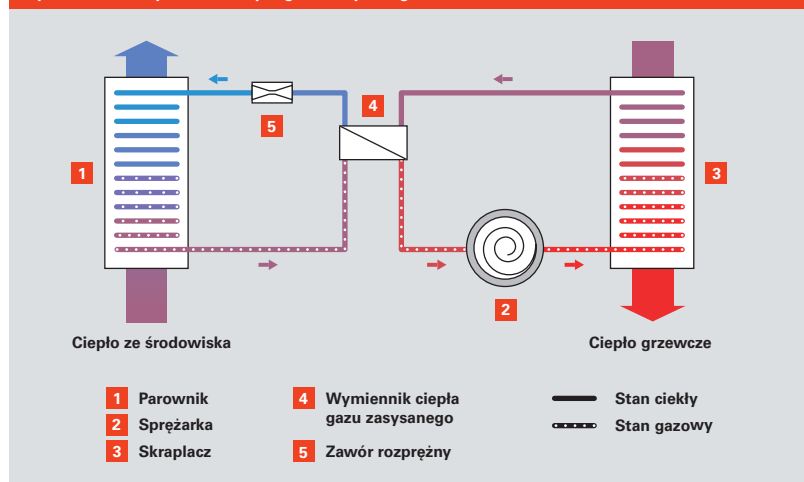 4
5
1
3
2
Ciepło ze środowiska
Ciepło grzewcze
1 Parownik
2 Sprężarka
3 Skraplacz
4 Wymiennik ciepła
gazu zasysanego
5 Zawór rozprężny
Stan ciekły
Stan gazowy